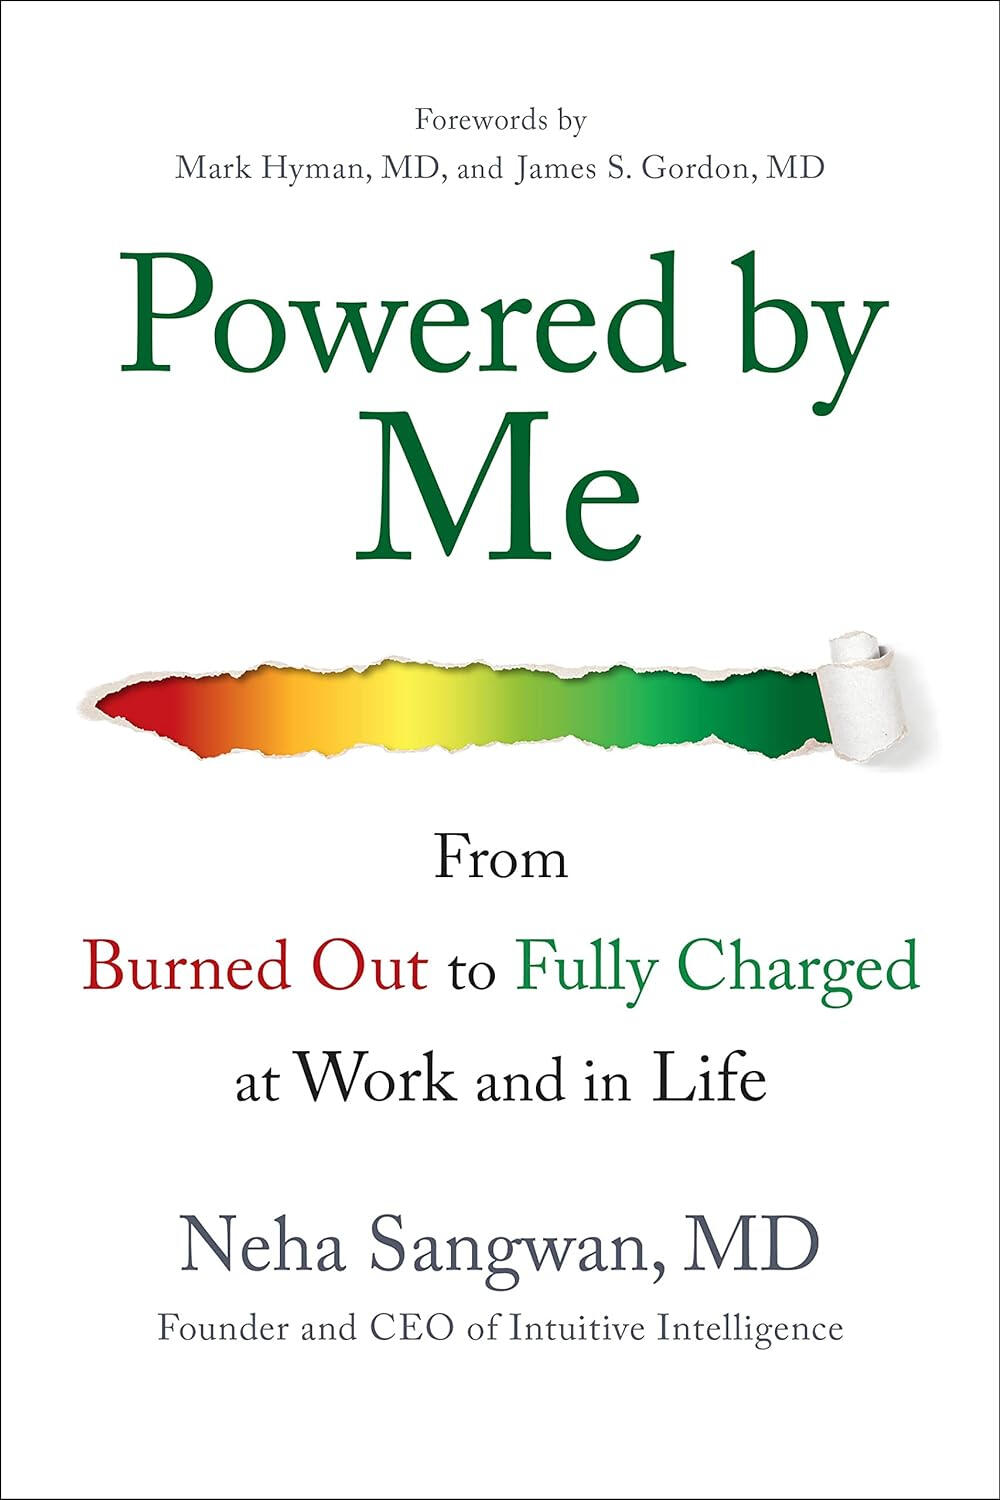 Forewords by
Mark Hyman, MD, and James S. Gordon, MD
Powered by
Me
From
Burned Out to Fully Charged
at Work and in Life
Neha Sangwan, MD
Founder and CEO of Intuitive Intelligence